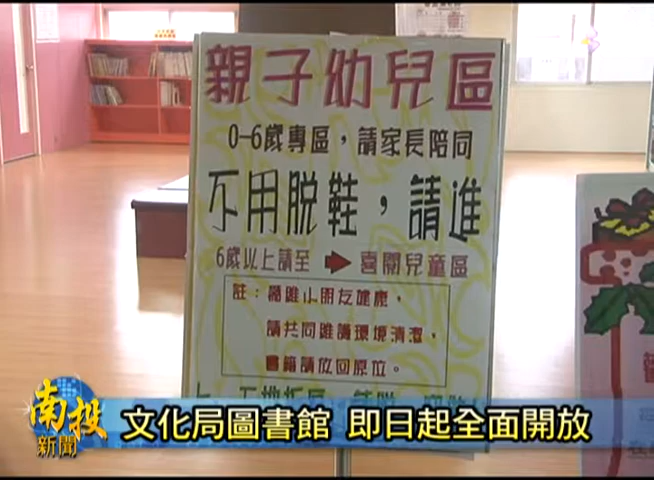 親子幼兒區
0-6歲專區，請家長陪同
不用脫鞋，請進
6歲以上請至 喜閱兒童區
註：為維小朋友健康，
請共同維護環境清潔，
書籍請放回原位。
南投
新聞
文化局圖書館 即日起全面開放